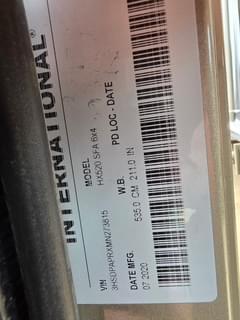 INTERNATIONAL
MODEL
HX520 SFA 6x4
PD LOC - DATE
VIN
3HSDPAPRXMN273615
W.B.
535.0 CM 211.0 IN
DATE MFG.
07 2020